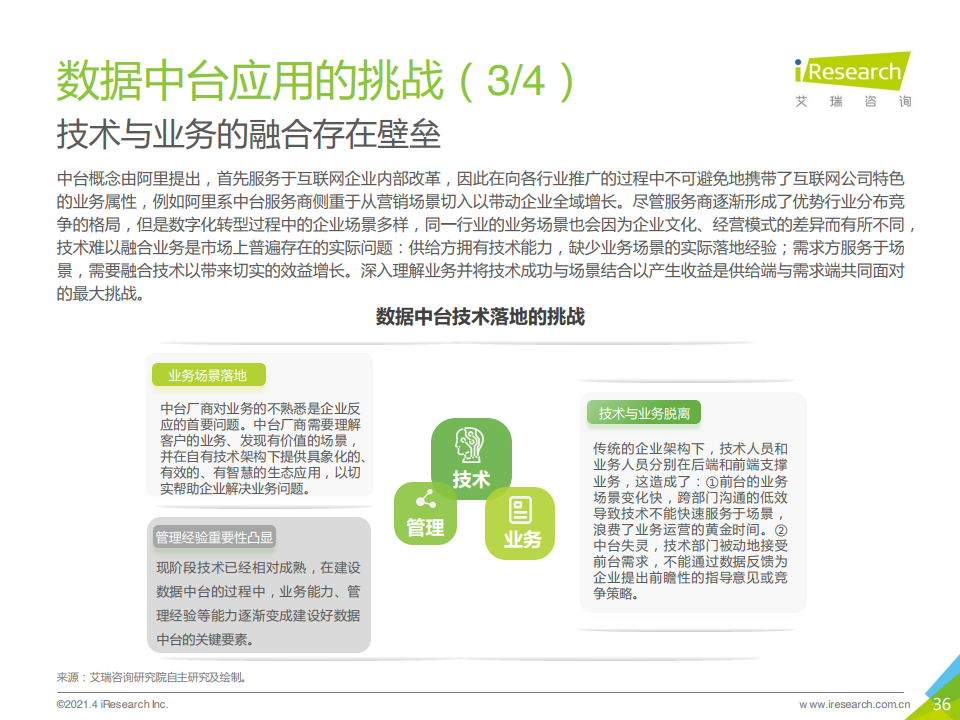 数据中台应用的挑战（3/4）
iResearch
艾瑞咨询
技术与业务的融合存在壁垒
中台概念由阿里提出，首先服务于互联网企业内部改革，因此在向各行业推广的过程中不可避免地携带了互联网公司特色
的业务属性，例如阿里系中台服务商侧重于从营销场景切入以带动企业全域增长。尽管服务商逐渐形成了优势行业分布竞
争的格局，但是数字化转型过程中的企业场景多样，同一行业的业务场景也会因为企业文化、经营模式的差异而有所不同，
技术难以融合业务是市场上普遍存在的实际问题：供给方拥有技术能力，缺少业务场景的实际落地经验；需求方服务于场
景，需要融合技术以带来切实的效益增长。深入理解业务并将技术成功与场景结合以产生收益是供给端与需求端共同面对
的最大挑战。
数据中台技术落地的挑战
业务场景落地
中台厂商对业务的不熟悉是企业反
应的首要问题。中台厂商需要理解
客户的业务、发现有价值的场景，
并在自有技术架构下提供具象化的、
有效的、有智慧的生态应用，以切
实帮助企业解决业务问题。
管理经验重要性凸显
现阶段技术已经相对成熟，在建设
数据中台的过程中，业务能力、管
理经验等能力逐渐变成建设好数据
中台的关键要素。
技术
管理
业务
技术与业务脱离
传统的企业架构下，技术人员和
业务人员分别在后端和前端支撑
业务，这造成了：①前台的业务
场景变化快，跨部门沟通的低效
导致技术不能快速服务于场景，
浪费了业务运营的黄金时间。②
中台失灵，技术部门被动地接受
前台需求，不能通过数据反馈为
企业提出前瞻性的指导意见或竞
争策略。
来源：艾瑞咨询研究院自主研究及绘制。
©2021.4 iResearch Inc.
www.iresearch.com.cn
36